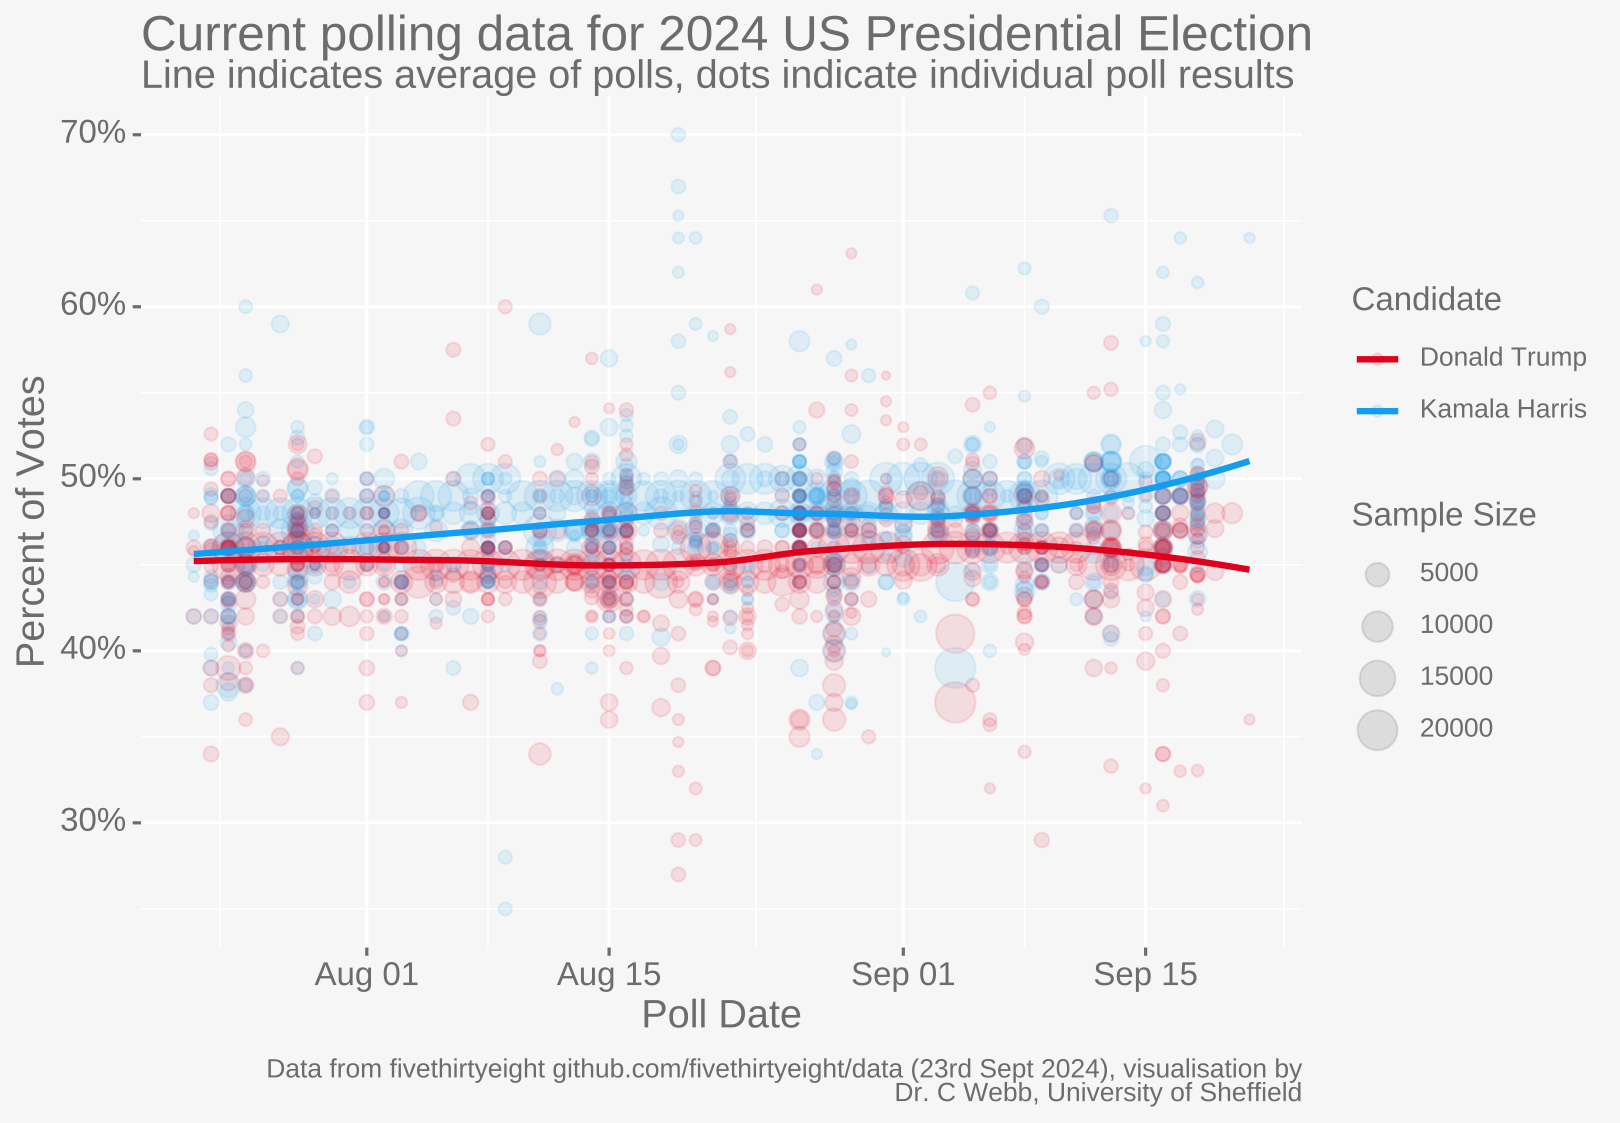 Current polling data for 2024 US Presidential Election
Line indicates average of polls, dots indicate individual poll results
70%
60%
50%
40%
30%
Percent of Votes
Aug 01
Aug 15
Sep 01
Sep 15
Poll Date
Candidate
Donald Trump
Kamala Harris
Sample Size
5000
10000
15000
20000
Data from fivethirtyeight github.com/fivethirtyeight/data (23rd Sept 2024), visualisation by
Dr. C Webb, University of Sheffield